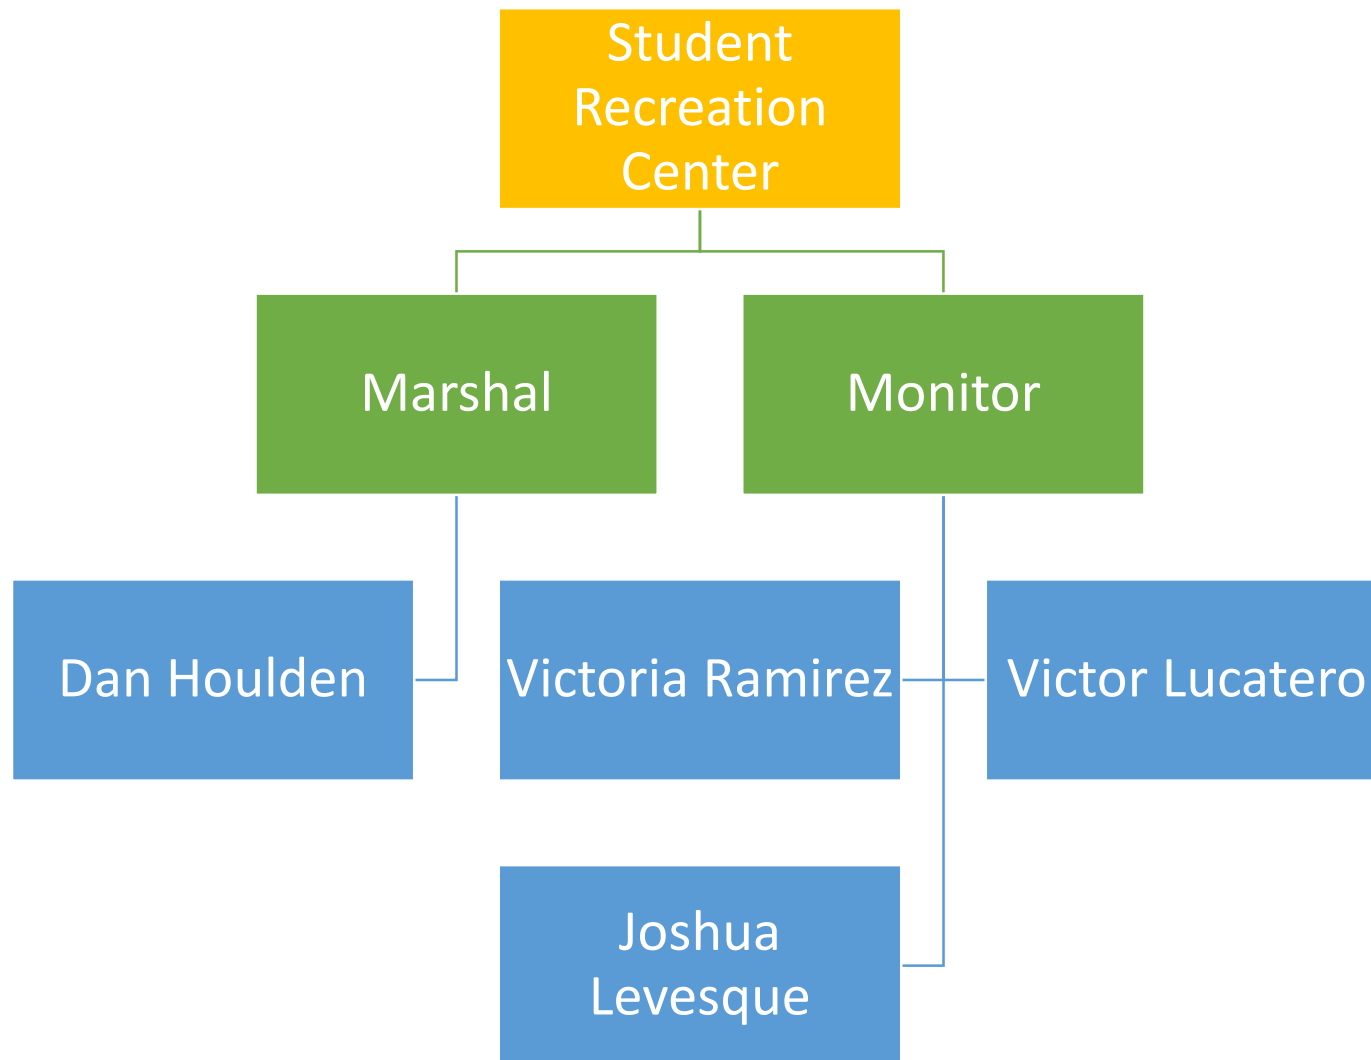 Student
Recreation
Center
Marshal
Monitor
Dan Houlden
Victoria Ramirez
Victor Lucatero
Joshua
Levesque